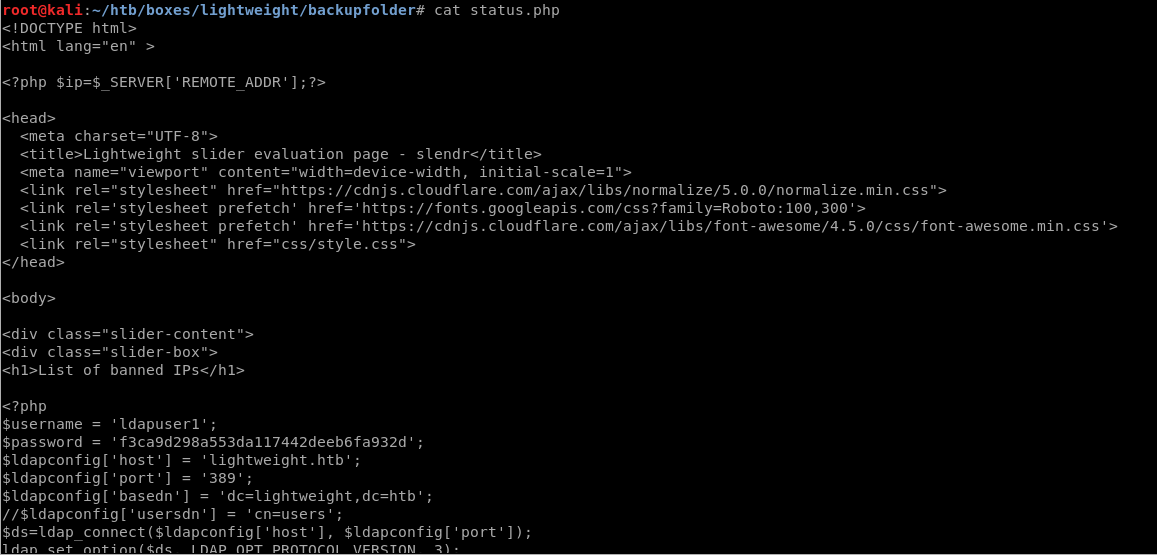 root@kali:~/htb/boxes/lightweight/backupfolder# cat status.php
<!DOCTYPE html>
<html lang="en" >
<?php $ip=$_SERVER['REMOTE_ADDR'];?>
<head>
  <meta charset="UTF-8">
  <title>Lightweight slider evaluation page - slendr</title>
  <meta name="viewport" content="width=device-width, initial-scale=1">
  <link rel="stylesheet" href="https://cdnjs.cloudflare.com/ajax/libs/normalize/5.0.0/normalize.min.css">
  <link rel='stylesheet prefetch' href='https://fonts.googleapis.com/css?family=Roboto:100,300'>
  <link rel='stylesheet prefetch' href='https://cdnjs.cloudflare.com/ajax/libs/font-awesome/4.5.0/css/font-awesome.min.css'>
  <link rel="stylesheet" href="css/style.css">
</head>
<body>
<div class="slider-content">
<div class="slider-box">
<h1>List of banned IPs</h1>
<?php
$username = 'ldapuser1';
$password = 'f3ca9d298a553da117442deeb6fa932d';
$ldapconfig['host'] = 'lightweight.htb';
$ldapconfig['port'] = '389';
$ldapconfig['basedn'] = 'dc=lightweight,dc=htb';
//$ldapconfig['usersdn'] = 'cn=users';
$ds=ldap_connect($ldapconfig['host'], $ldapconfig['port']);
ldap_set_option($ds, LDAP_OPT_PROTOCOL_VERSION, 3);